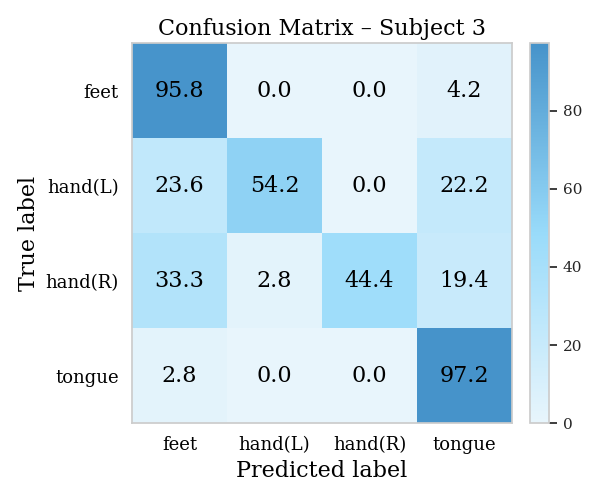 Confusion Matrix – Subject 3
True label
feet 95.8 0.0 0.0 4.2
hand(L) 23.6 54.2 0.0 22.2
hand(R) 33.3 2.8 44.4 19.4
tongue 2.8 0.0 0.0 97.2
feet hand(L) hand(R) tongue
Predicted label
80
60
40
20
0